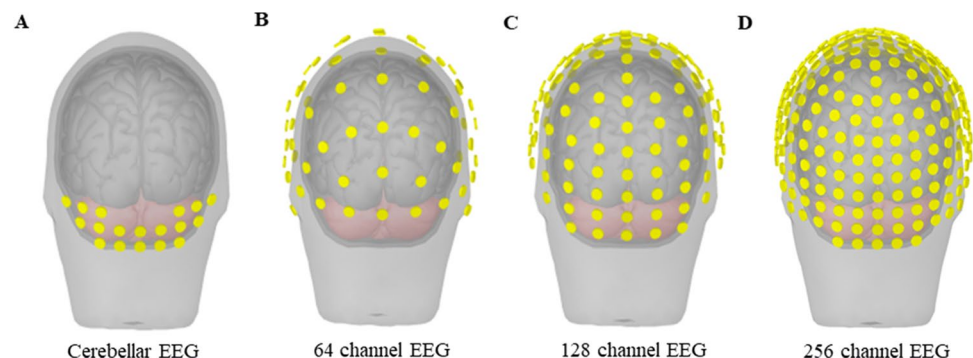 A
B
C
D
Cerebellar EEG
64 channel EEG
128 channel EEG
256 channel EEG